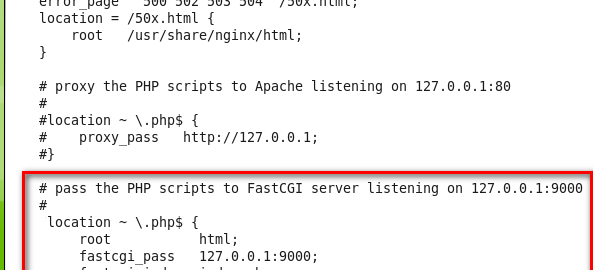 error_page 500 502 503 504 /50x.html;
location = /50x.html {
root /usr/share/nginx/html;
}
# proxy the PHP scripts to Apache listening on 127.0.0.1:80
#
#location ~ \.php$ {
# proxy_pass http://127.0.0.1;
#}
# pass the PHP scripts to FastCGI server listening on 127.0.0.1:9000
#
location ~ \.php$ {
root html;
fastcgi_pass 127.0.0.1:9000;